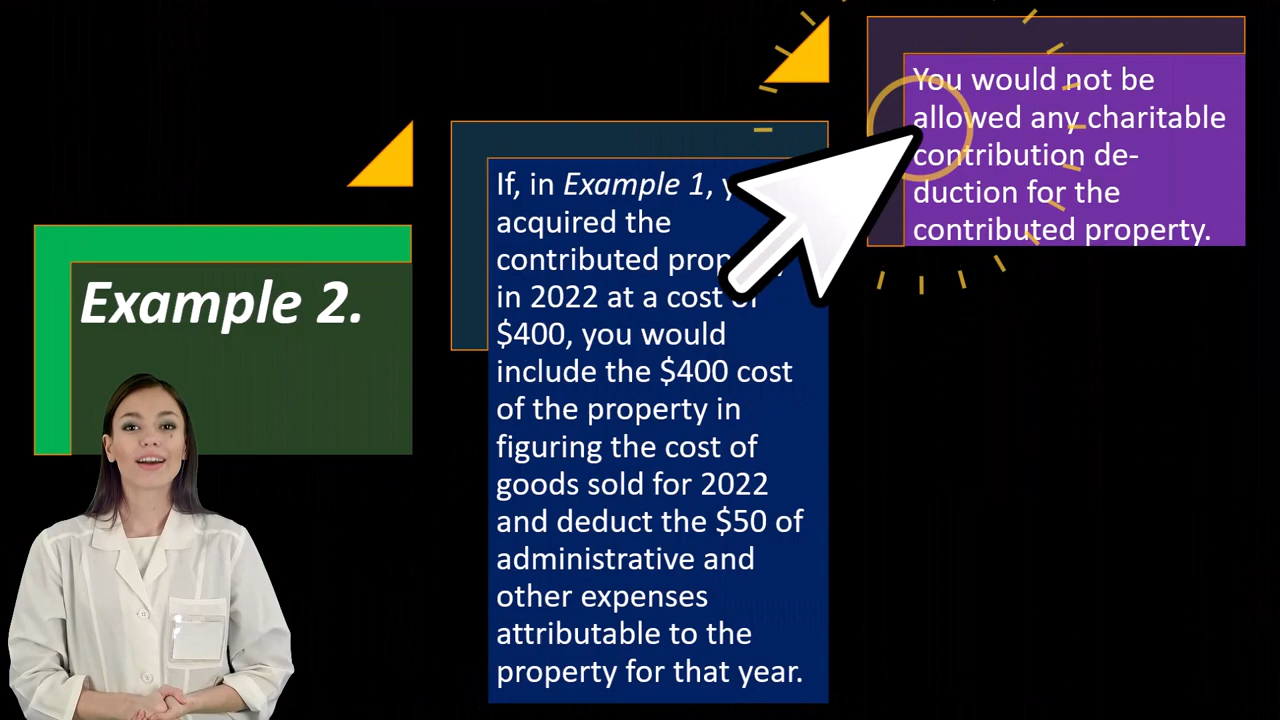 Example 2.
If, in Example 1,
acquired the
contributed
in 2022 at a cost of
$400, you would
include the $400 cost
of the property in
figuring the cost of
goods sold for 2022
and deduct the $50 of
administrative and
other expenses
attributable to the
property for that year.
You would not be
allowed any charitable
contribution de-
duction for the
contributed property.